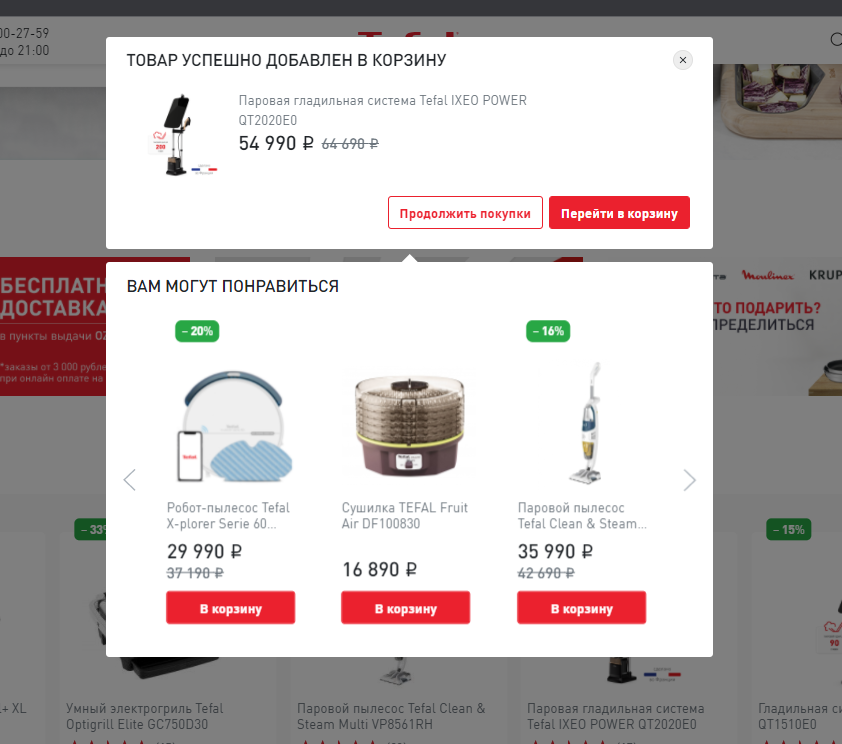 00-27-59
до 21:00
Tefal
ТОВАР УСПЕШНО ДОБАВЛЕН В КОРЗИНУ
Паровая гладильная система Tefal IXEO POWER
QT2020E0
54 990 ₽ 64 690 ₽
Продолжить покупки
Перейти в корзину
БЕСПЛАТН
ДОСТАВКА
в пункты выдачи OZ
*заказы от 3 000 рубле
при онлайн оплате на
Moulinex KRUP
ТО ПОДАРИТЬ?
ПРЕДЕЛИТЬСЯ
ВАМ МОГУТ ПОНРАВИТЬСЯ
– 20%
Робот-пылесос Tefal
X-plorer Serie 60...
29 990 ₽
37 190 ₽
В корзину
Сушилка TEFAL Fruit
Air DF100830
16 890 ₽
В корзину
– 16%
Паровой пылесос
Tefal Clean & Steam...
35 990 ₽
42 690 ₽
В корзину
– 33%
– 15%
+ XL
Умный электрогриль Tefal
Optigrill Elite GC750D30
Паровой пылесос Tefal Clean &
Steam Multi VP8561RH
Паровая гладильная система
Tefal IXEO POWER QT2020E0
Гладильная си
QT1510E0